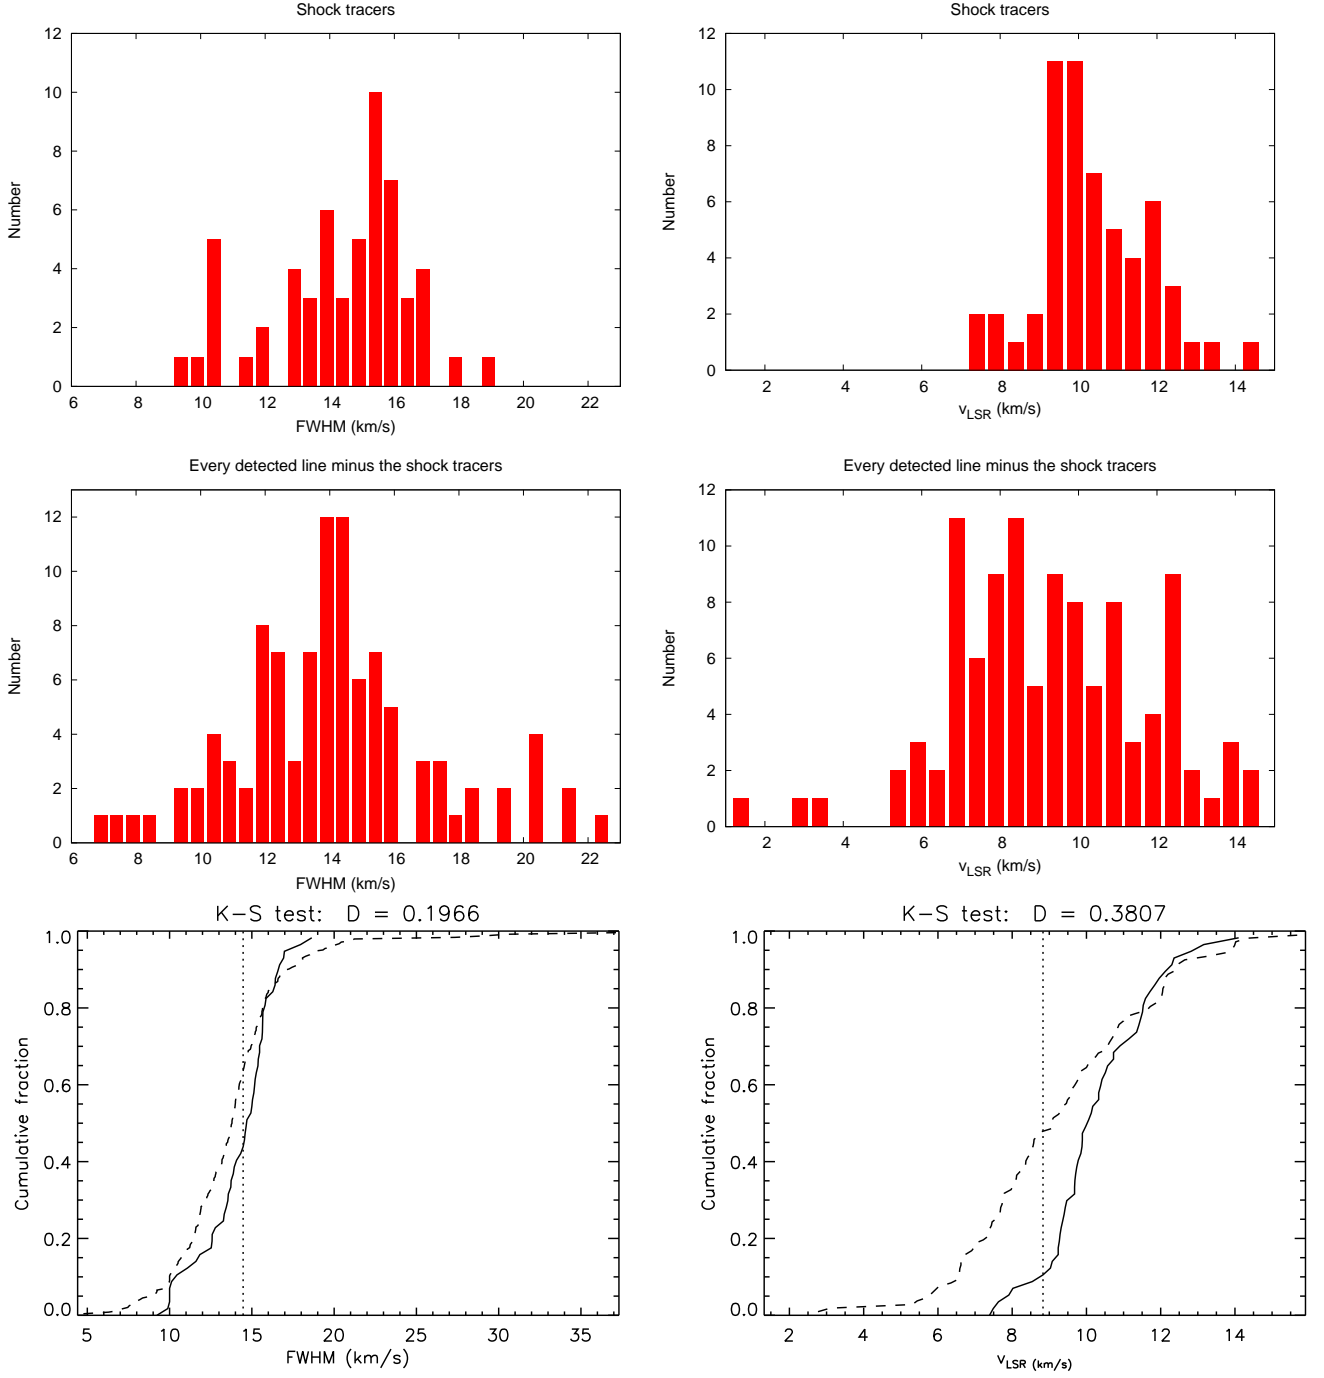 Shock tracers
12
10
8
6
4
2
0
Number
6 8 10 12 14 16 18 20 22
FWHM (km/s)
Shock tracers
12
10
8
6
4
2
0
Number
2 4 6 8 10 12 14
vLSR (km/s)
Every detected line minus the shock tracers
12
10
8
6
4
2
0
Number
6 8 10 12 14 16 18 20 22
FWHM (km/s)
Every detected line minus the shock tracers
12
10
8
6
4
2
0
Number
2 4 6 8 10 12 14
vLSR (km/s)
K-S test: D = 0.1966
1.0
0.8
0.6
0.4
0.2
0.0
Cumulative fraction
5 10 15 20 25 30 35
FWHM (km/s)
K-S test: D = 0.3807
1.0
0.8
0.6
0.4
0.2
0.0
Cumulative fraction
2 4 6 8 10 12 14
vLSR (km/s)